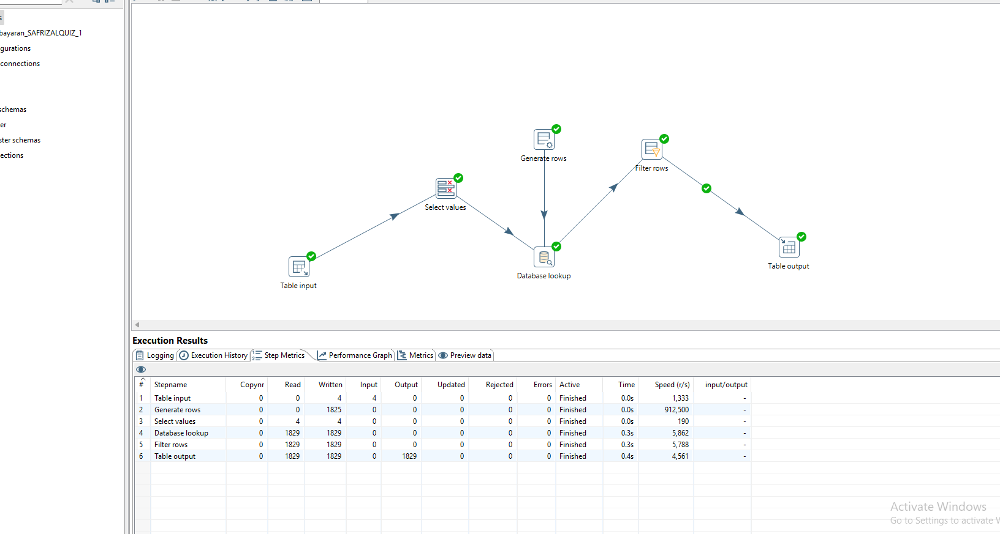 s
bayaran_SAFRIZALQUIZ_1
gurations
connections
schemas
er
ster schemas
ections
Generate rows
Filter rows
Select values
Table output
Database lookup
Table input
Execution Results
Logging Execution History Step Metrics Performance Graph Metrics Preview data
# Stepname Copynr Read Written Input Output Updated Rejected Errors Active Time Speed (r/s) input/output
1 Table input 0 0 4 4 0 0 0 0 Finished 0.0s 1,333 -
2 Generate rows 0 0 1825 0 0 0 0 0 Finished 0.0s 912,500 -
3 Select values 0 4 4 0 0 0 0 0 Finished 0.0s 190 -
4 Database lookup 0 1829 1829 0 0 0 0 0 Finished 0.3s 5,862 -
5 Filter rows 0 1829 1829 0 0 0 0 0 Finished 0.3s 5,788 -
6 Table output 0 1829 1829 0 1829 0 0 0 Finished 0.4s 4,561 -
Activate Windows
Go to Settings to activate W